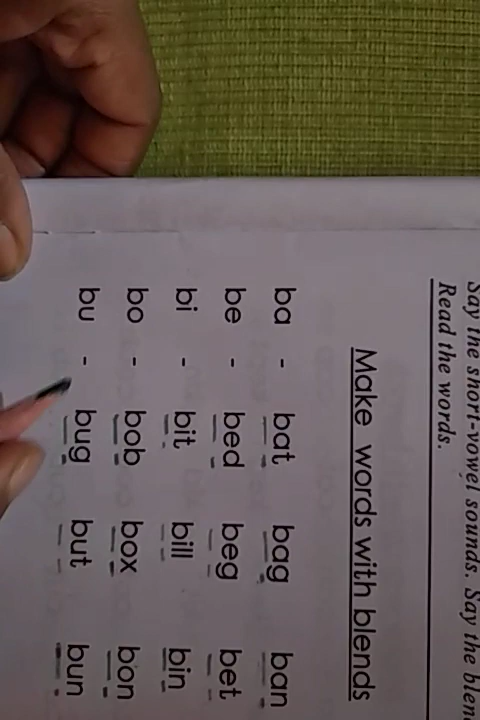 Say the short-vowel sounds. Say the
Read the words.
Make words with blends
ba - bat bag ban
be - bed beg bet
bi - bit bill bin
bo - bob box bon
bu - bug but bun